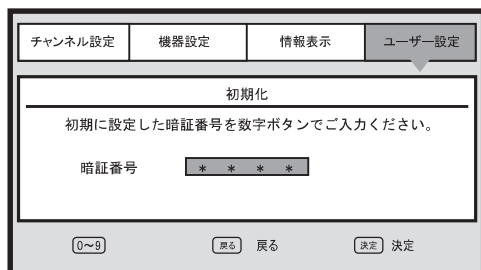 チャンネル設定 機器設定 情報表示 ユーザー設定
初期化
初期に設定した暗証番号を数字ボタンでご入力ください。
暗証番号 * * * *
0~9 戻る 戻る 決定 決定